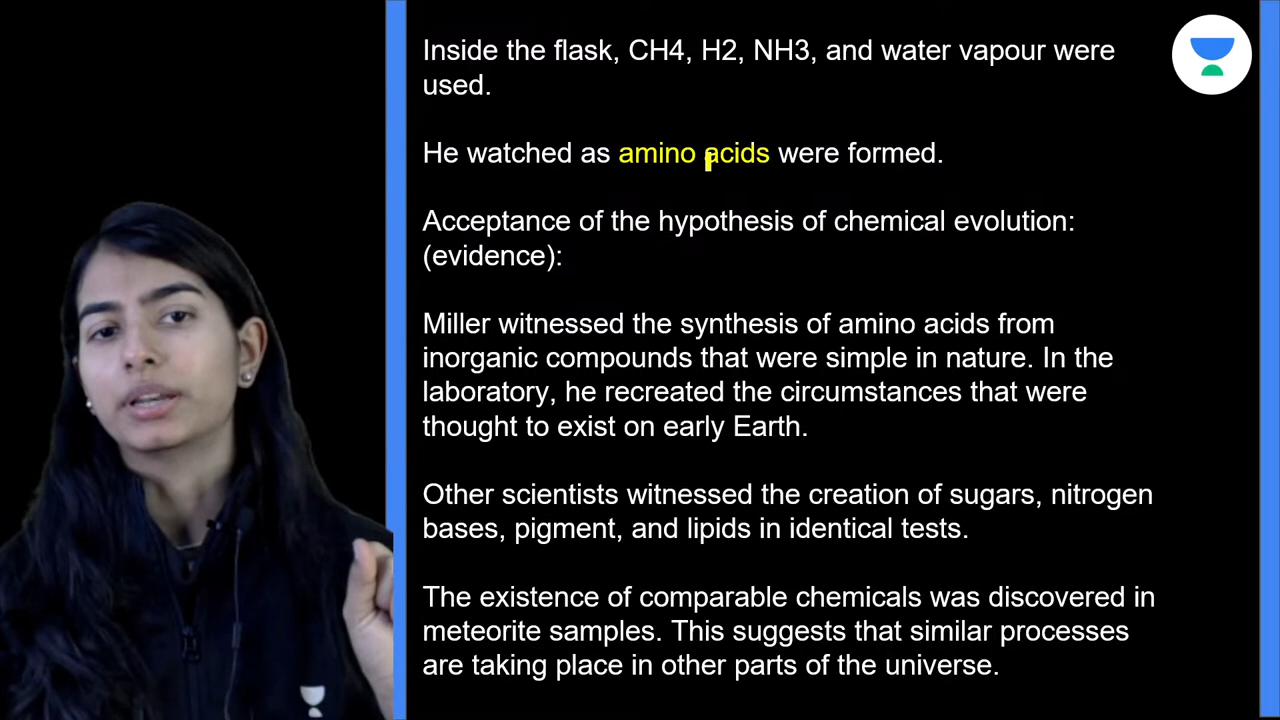 Inside the flask, CH4, H2, NH3, and water vapour were
used.
He watched as amino acids were formed.
Acceptance of the hypothesis of chemical evolution:
(evidence):
Miller witnessed the synthesis of amino acids from
inorganic compounds that were simple in nature. In the
laboratory, he recreated the circumstances that were
thought to exist on early Earth.
Other scientists witnessed the creation of sugars, nitrogen
bases, pigment, and lipids in identical tests.
The existence of comparable chemicals was discovered in
meteorite samples. This suggests that similar processes
are taking place in other parts of the universe.